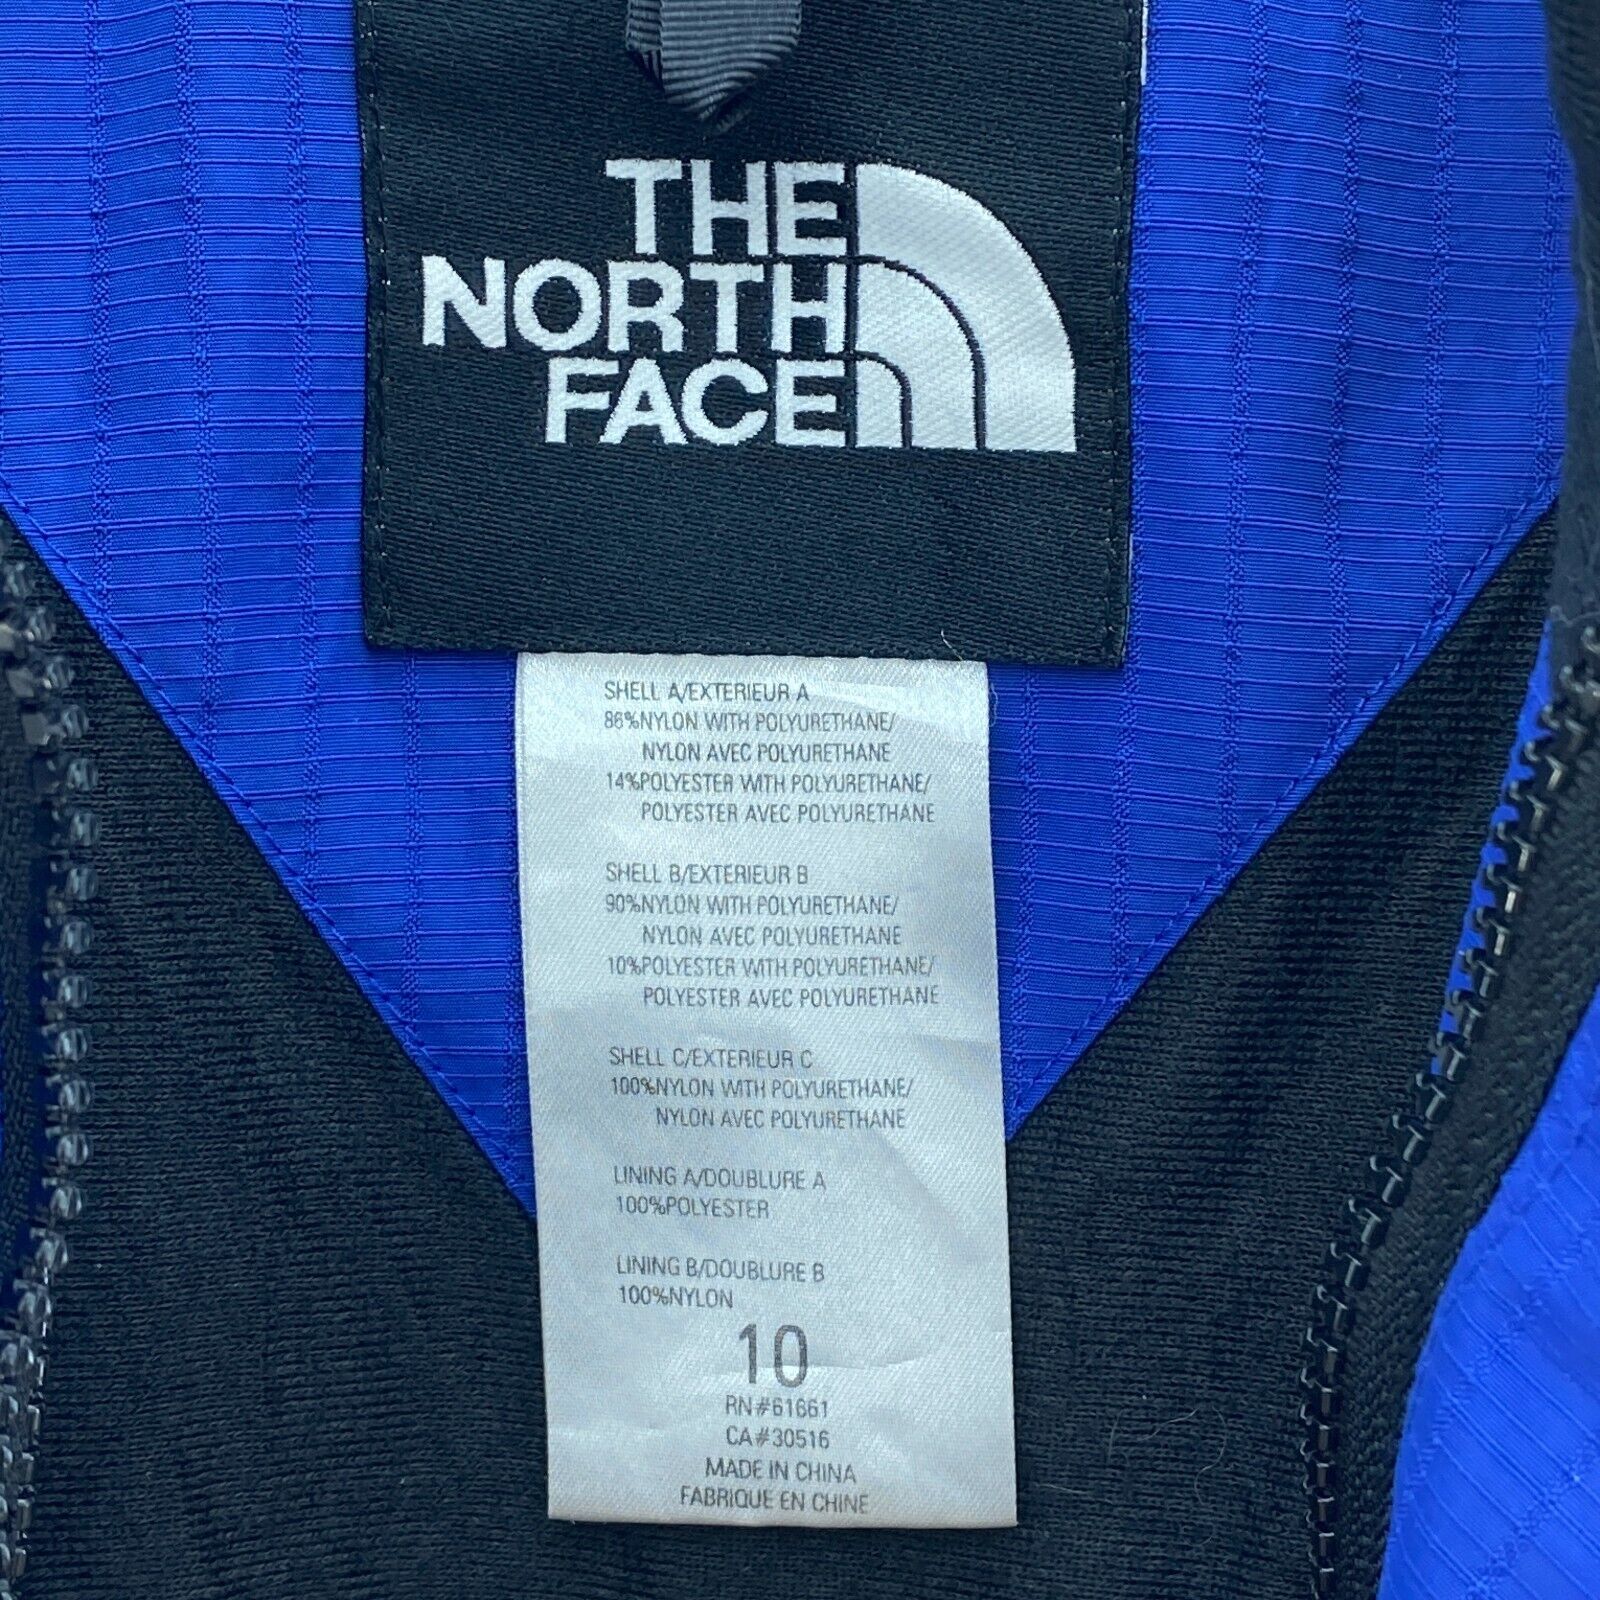 THE
NORTH
FACE
SHELL A/EXTERIEUR A
86%NYLON WITH POLYURETHANE/
NYLON AVEC POLYURETHANE
14%POLYESTER WITH POLYURETHANE/
POLYESTER AVEC POLYURETHANE
SHELL B/EXTERIEUR B
90%NYLON WITH POLYURETHANE/
NYLON AVEC POLYURETHANE
10%POLYESTER WITH POLYURETHANE/
POLYESTER AVEC POLYURETHANE
SHELL C/EXTERIEUR C
100%NYLON WITH POLYURETHANE/
NYLON AVEC POLYURETHANE
LINING A/DOUBLURE A
100%POLYESTER
LINING B/DOUBLURE B
100%NYLON
10
RN#61661
CA#30516
MADE IN CHINA
FABRIQUE EN CHINE